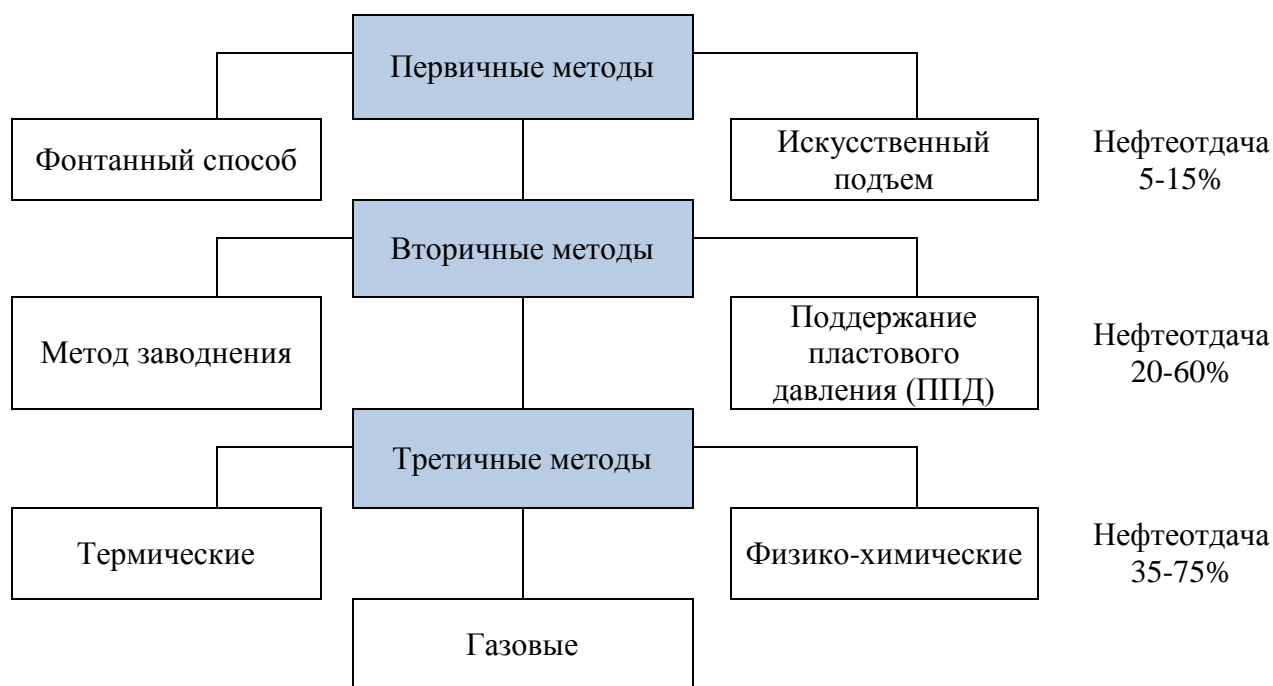 Первичные методы
Фонтанный способ
Искусственный
подъем
Нефтеотдача
5-15%
Вторичные методы
Метод заводнения
Поддержание
пластового
давления (ППД)
Нефтеотдача
20-60%
Третичные методы
Термические
Физико-химические
Нефтеотдача
35-75%
Газовые